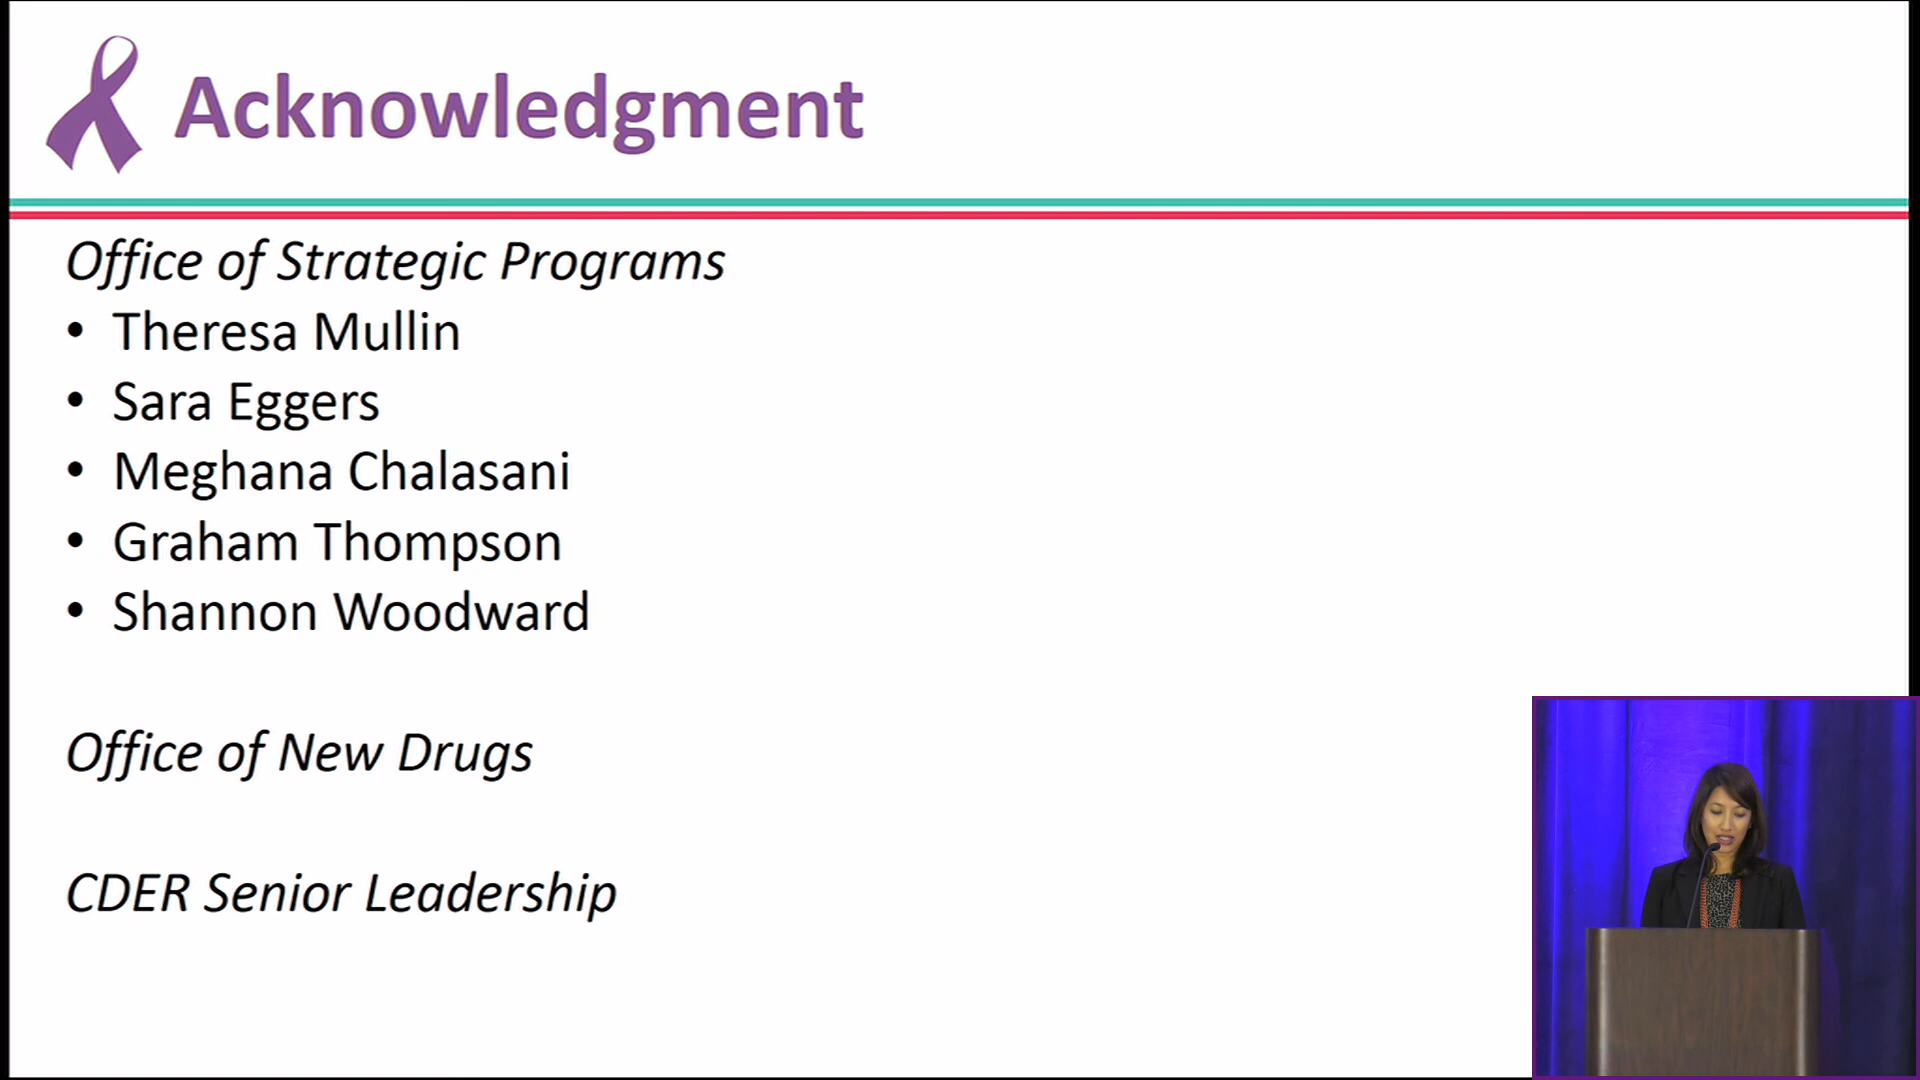 Acknowledgment
Office of Strategic Programs
• Theresa Mullin
• Sara Eggers
• Meghana Chalasani
• Graham Thompson
• Shannon Woodward
Office of New Drugs
CDER Senior Leadership